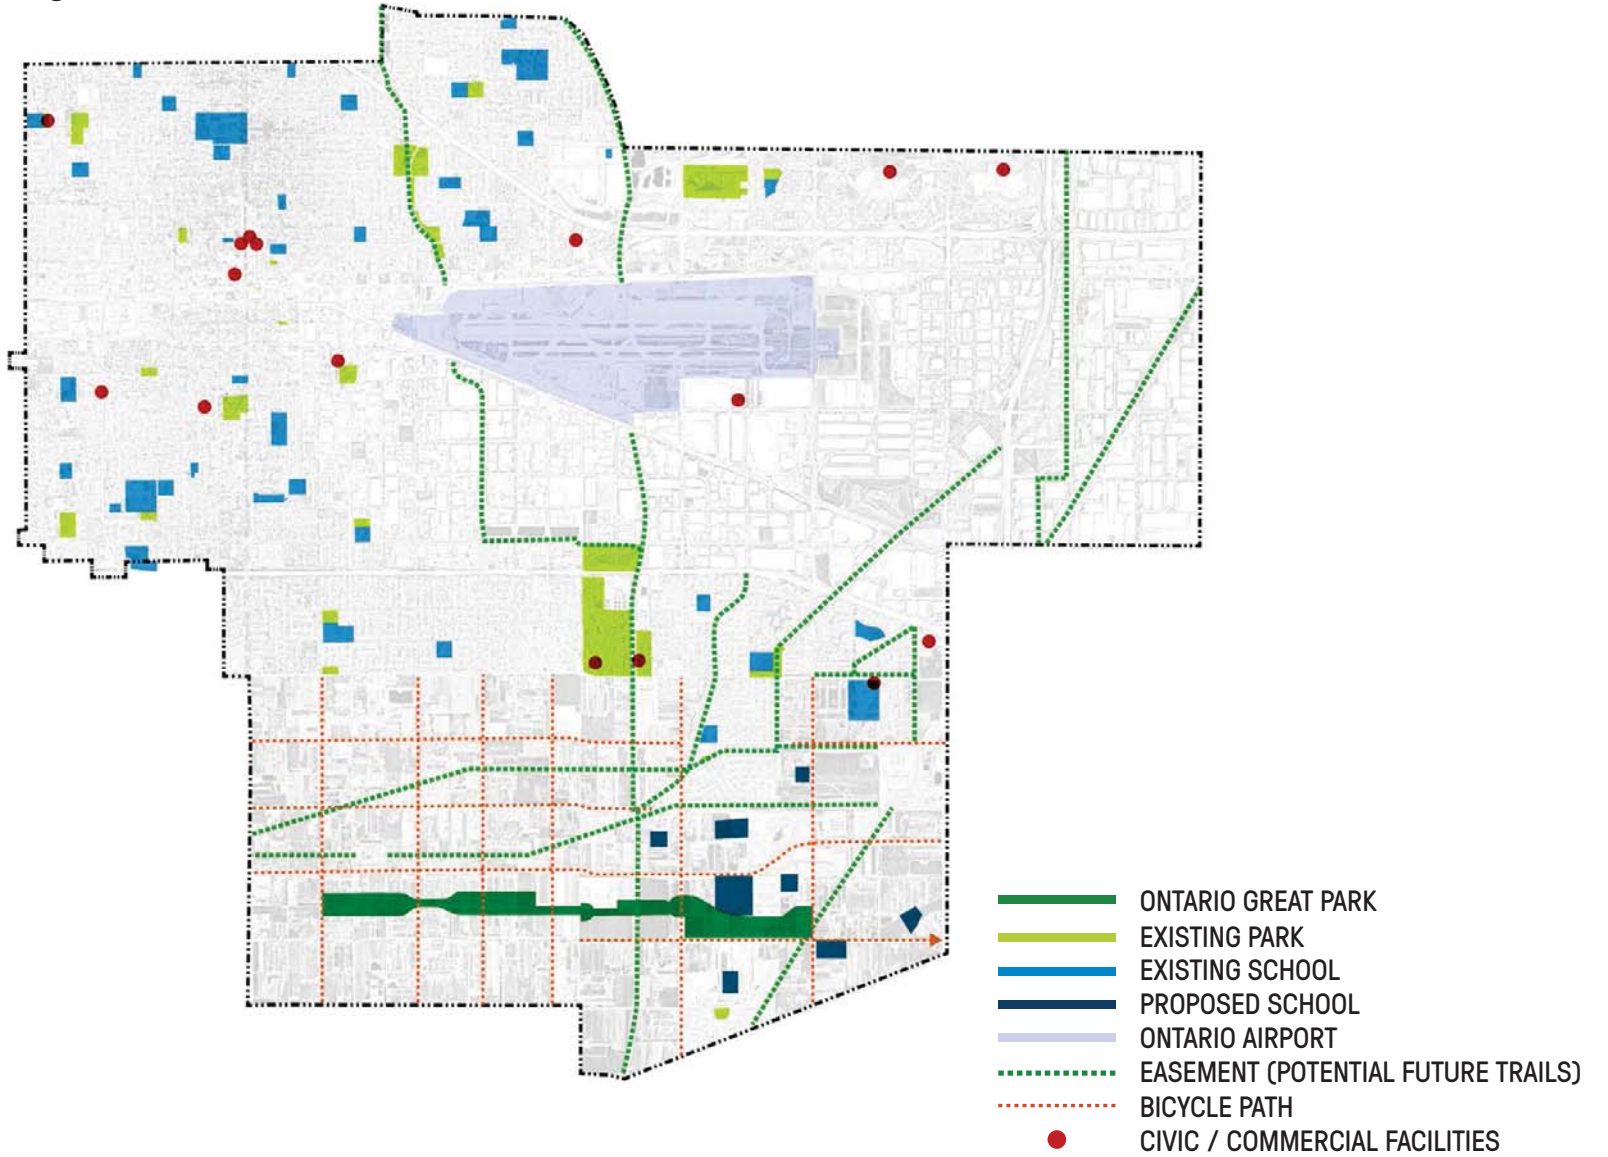 ONTARIO GREAT PARK
EXISTING PARK
EXISTING SCHOOL
PROPOSED SCHOOL
ONTARIO AIRPORT
EASEMENT (POTENTIAL FUTURE TRAILS)
BICYCLE PATH
CIVIC / COMMERCIAL FACILITIES